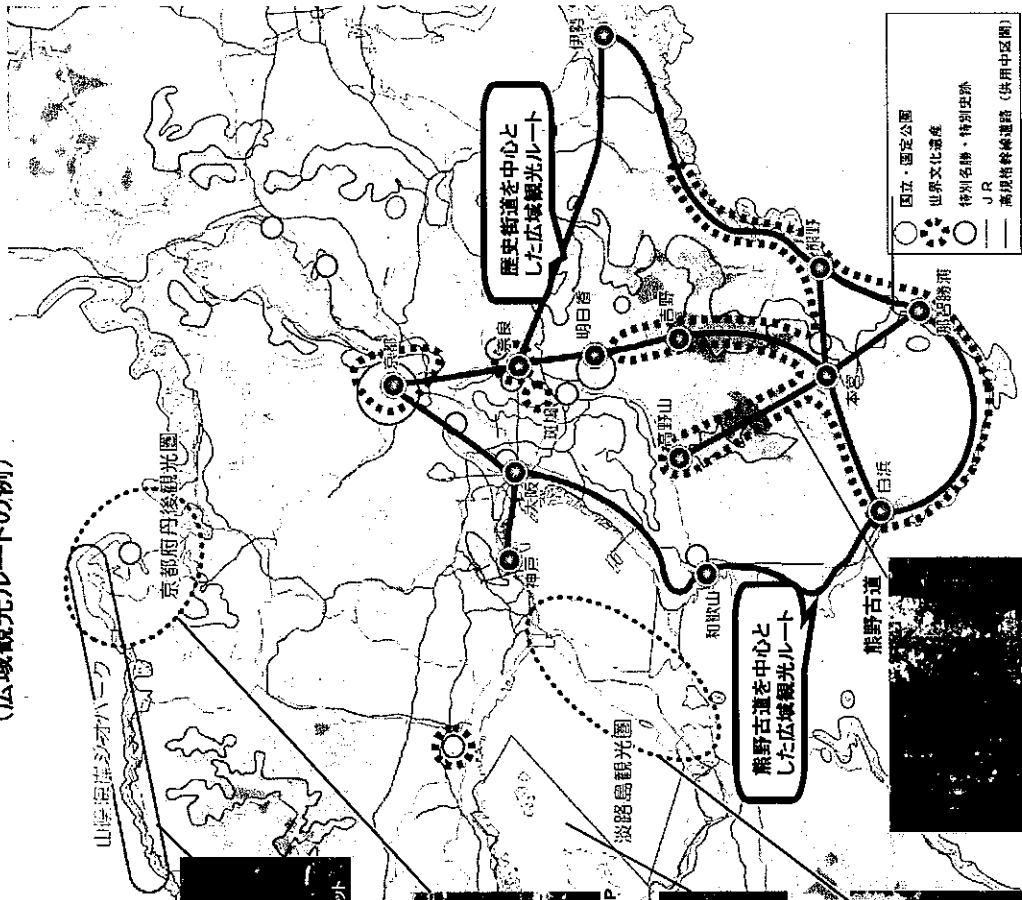 (広域観光ルートの例)
山陰海岸ジオパーク
京都府丹後観光圏
京都
歴史街道を中心と
した広域観光ルート
伊勢
奈良
斑鳩
明日香
大阪
神戸
吉野
高野山
淡路島観光圏
和歌山
熊野
本宮
那智勝浦
白浜
熊野古道を中心と
した広域観光ルート
熊野古道
国立・国定公園
世界文化遺産
特別名勝・特別史跡
JR
高規格幹線道路(供用中区間)
ット
P